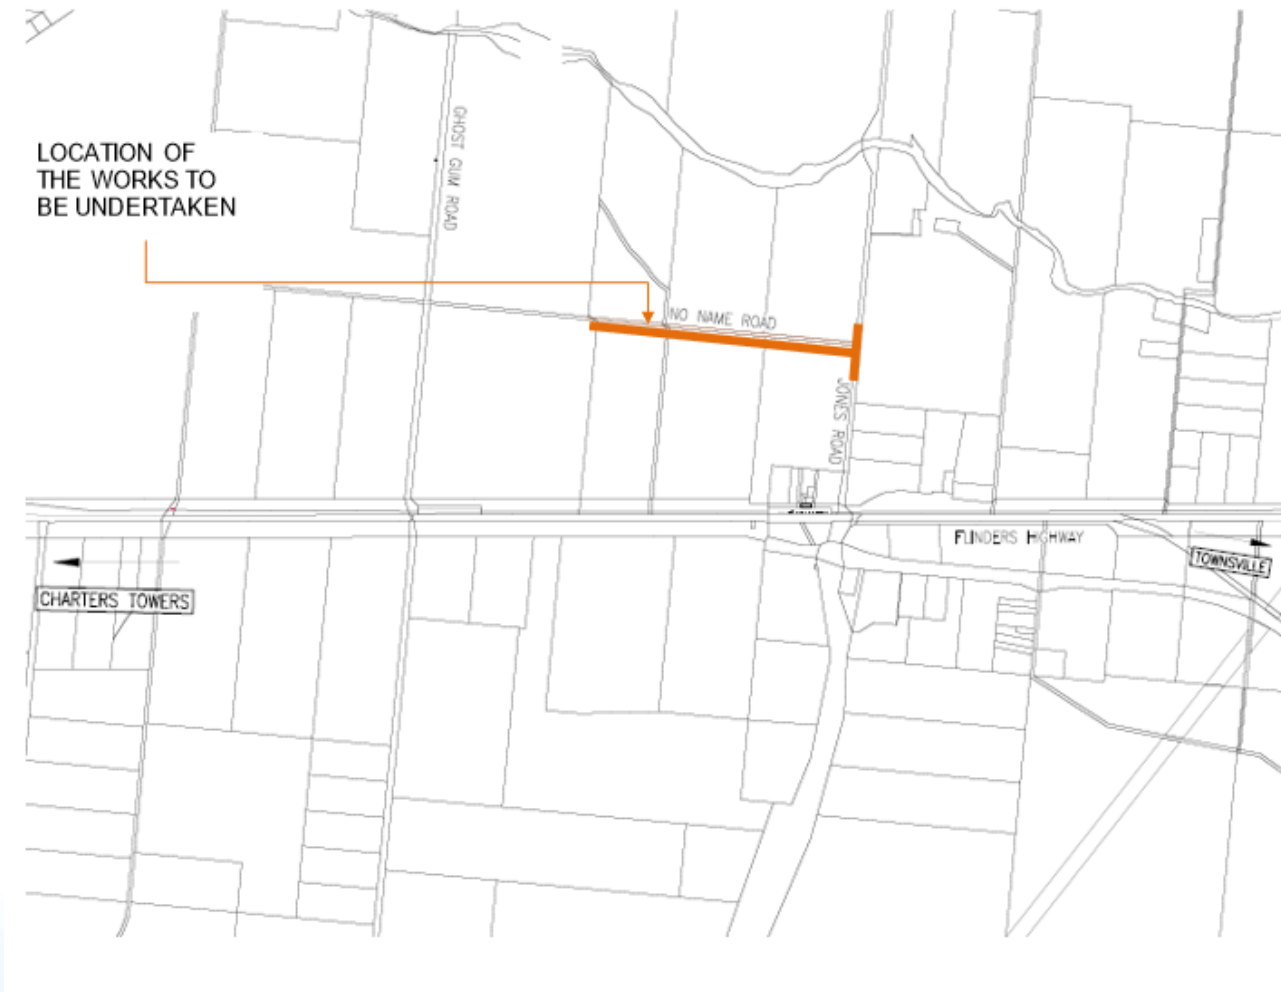 GHOST GUM ROAD
LOCATION OF
THE WORKS TO
BE UNDERTAKEN
NO NAME ROAD
JONES ROAD
FLINDERS HIGHWAY
TOWNSVILLE
CHARTERS TOWERS